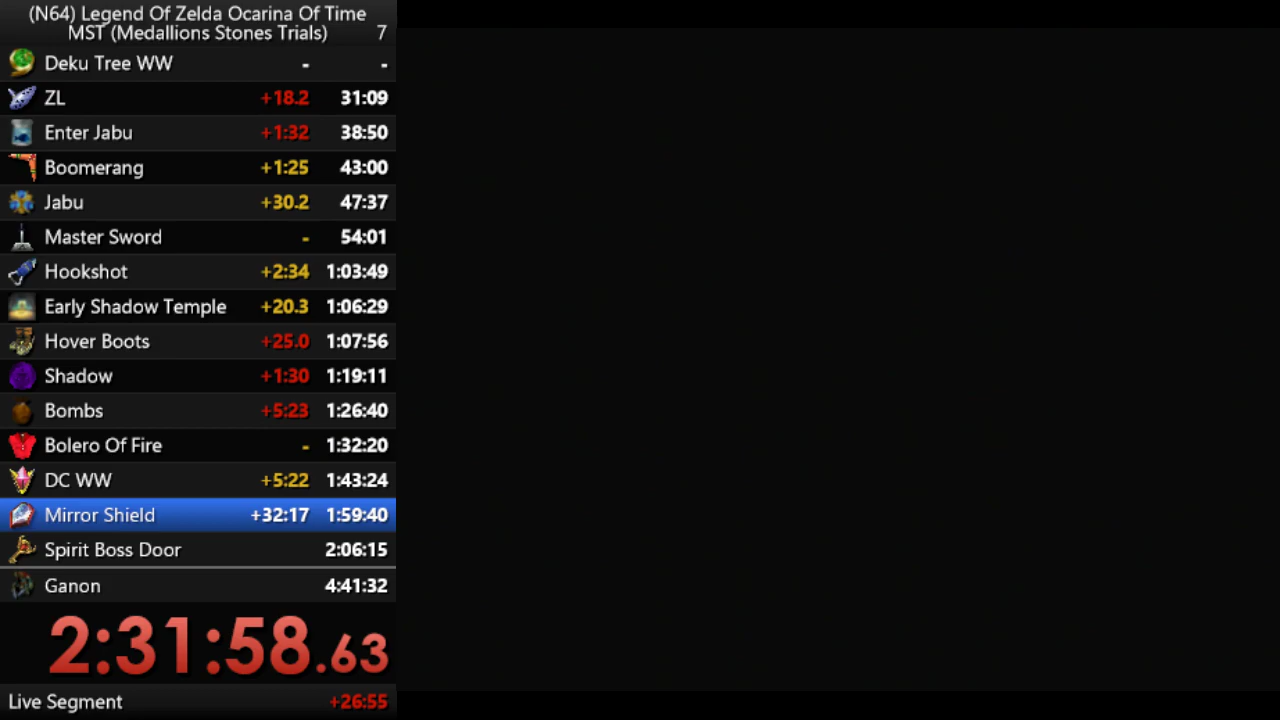 (N64) Legend Of Zelda Ocarina Of Time
MST (Medallions Stones Trials) 7
Deku Tree WW - -
ZL +18.2 31:09
Enter Jabu +1:32 38:50
Boomerang +1:25 43:00
Jabu +30.2 47:37
Master Sword - 54:01
Hookshot +2:34 1:03:49
Early Shadow Temple +20.3 1:06:29
Hover Boots +25.0 1:07:56
Shadow +1:30 1:19:11
Bombs +5:23 1:26:40
Bolero Of Fire - 1:32:20
DC WW +5:22 1:43:24
Mirror Shield +32:17 1:59:40
Spirit Boss Door 2:06:15
Ganon 4:41:32
2:31:58.63
Live Segment +26:55